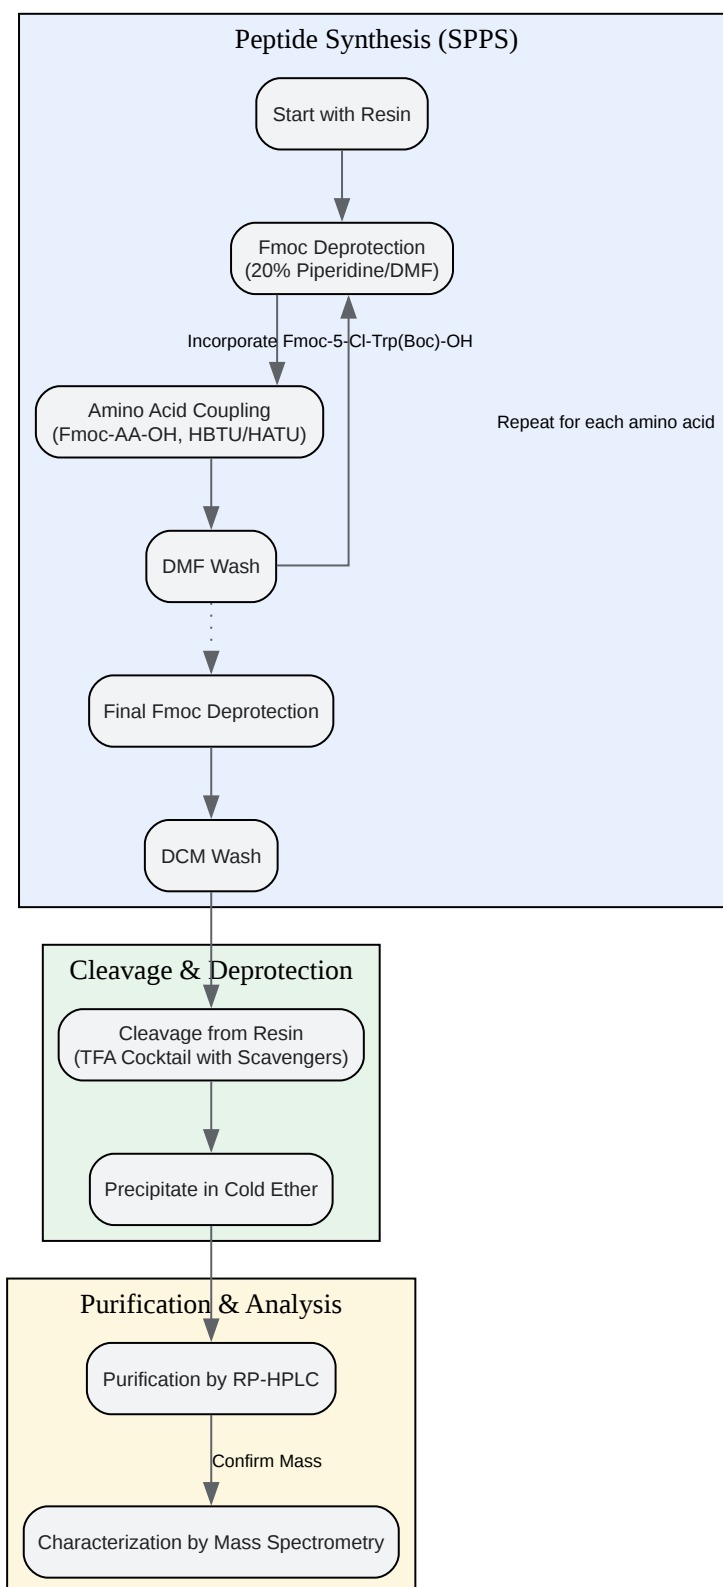 Peptide Synthesis (SPPS)
Start with Resin
Fmoc Deprotection
(20% Piperidine/DMF)
Incorporate Fmoc-5-Cl-Trp(Boc)-OH
Amino Acid Coupling
(Fmoc-AA-OH, HBTU/HATU)
Repeat for each amino acid
DMF Wash
Final Fmoc Deprotection
DCM Wash
Cleavage & Deprotection
Cleavage from Resin
(TFA Cocktail with Scavengers)
Precipitate in Cold Ether
Purification & Analysis
Purification by RP-HPLC
Confirm Mass
Characterization by Mass Spectrometry